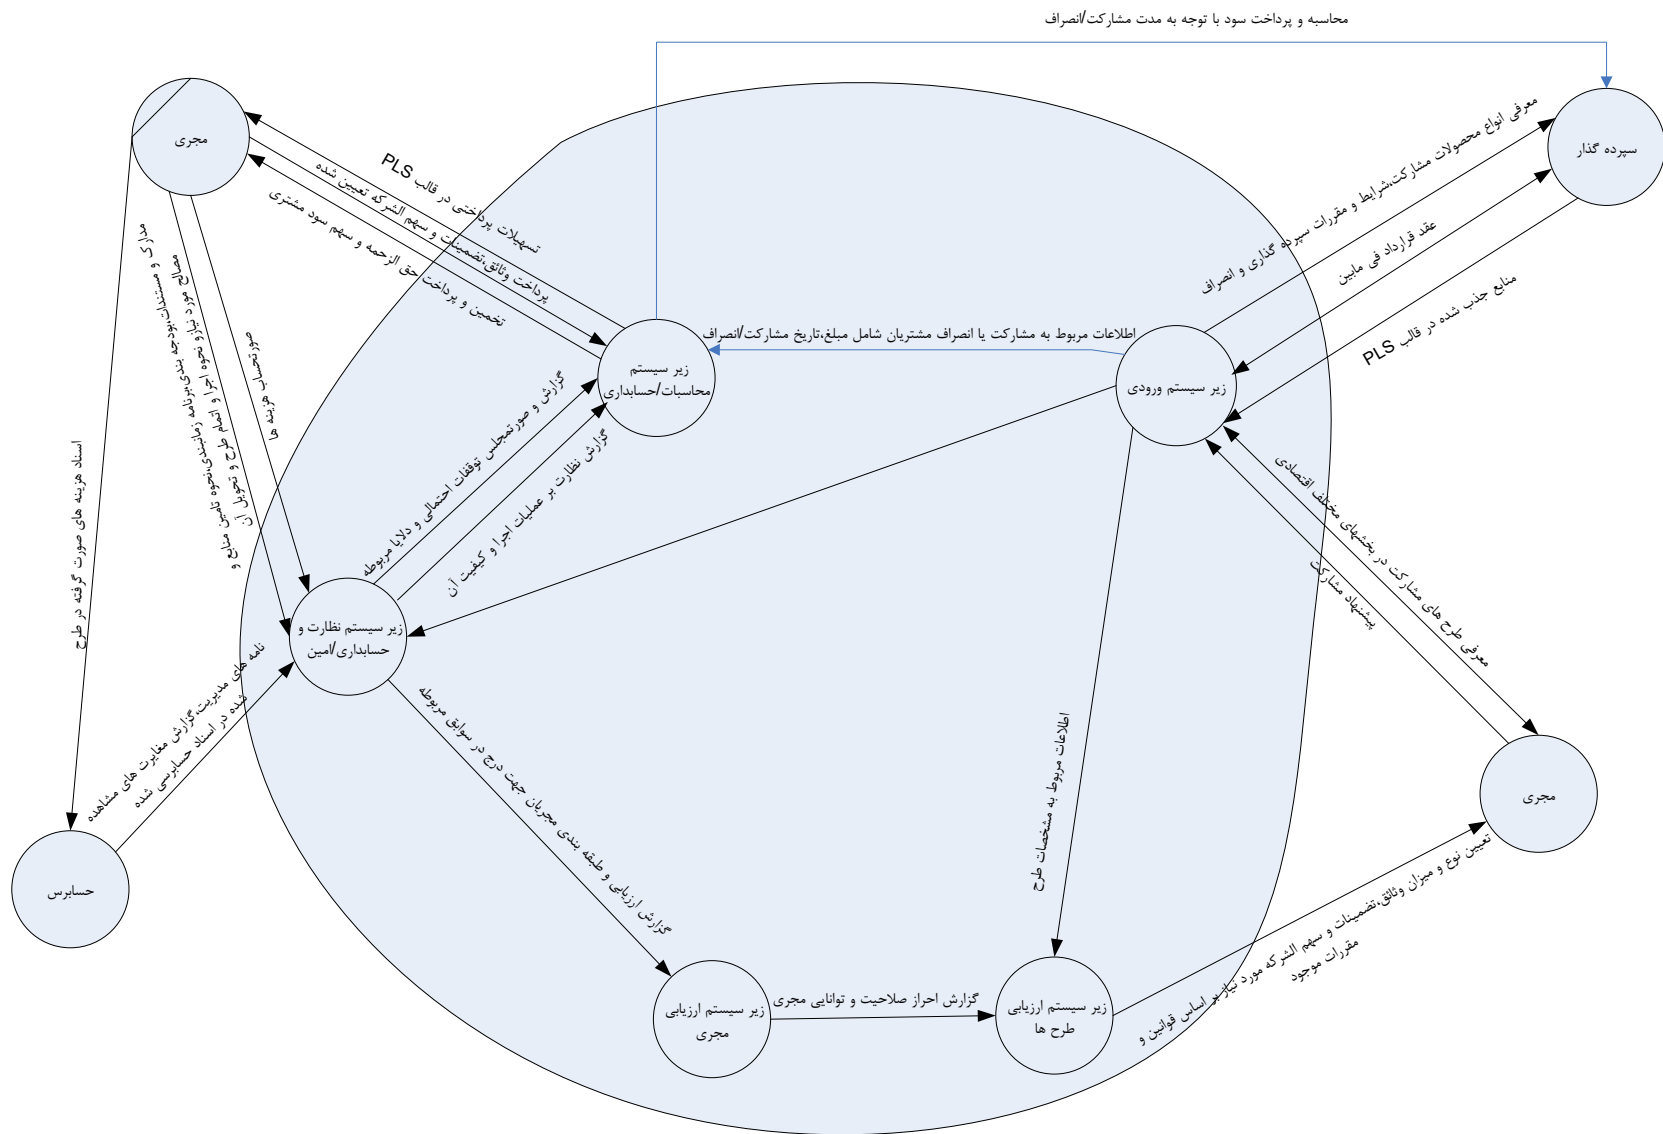 محاسبه و پرداخت سود با توجه به مدت مشارکت/انصراف
سپرده گذار
معرفی انواع محصولات مشارکت،شرایط و مقررات سپرده گذاری و انصراف
عقد قرارداد فی مابین
منابع جذب شده در قالب PLS
مجری
تسهیلات پرداختی در قالب PLS
پرداخت وثائق،تضمینات و سهم الشرکه تعیین شده
تخمین و پرداخت حق الزحمه و سهم سود مشتری
اطلاعات مربوط به مشارکت یا انصراف مشتریان شامل مبلغ،تاریخ مشارکت/انصراف
زیر سیستم
محاسبات/حسابداری
زیر سیستم ورودی
مدارک و مستندات،بودجه بندی،برنامه زمانبندی،نحوه تامین منابع و
مصالح مورد نیاز،و نحوه اجرا و اتمام طرح و تحویل آن
صورتحساب هزینه ها
اسناد هزینه های صورت گرفته در طرح
گزارش و صورتمجلس توقفات احتمالی و دلایا مربوطه
گزارش نظارت بر عملیات اجرا و کیفیت آن
معرفی طرح های مشارکت در بخشهای مختلف اقتصادی
پیشنهاد مشارکت
زیر سیستم نظارت و
حسابداری/امین
نامه های مدیریت،گزارش مغایرت های مشاهده
شده در اسناد حسابرسی شده
گزارش ارزیابی و طبقه بندی مجریان جهت درج در سوابق مربوطه
اطلاعات مربوط به مشخصات طرح
مجری
حسابرس
تعیین نوع و میزان وثائق،تضمینات و سهم الشرکه مورد نیاز بر اساس قوانین و
مقررات موجود
زیر سیستم ارزیابی
مجری
گزارش احراز صلاحیت و توانایی مجری
زیر سیستم ارزیابی
طرح ها